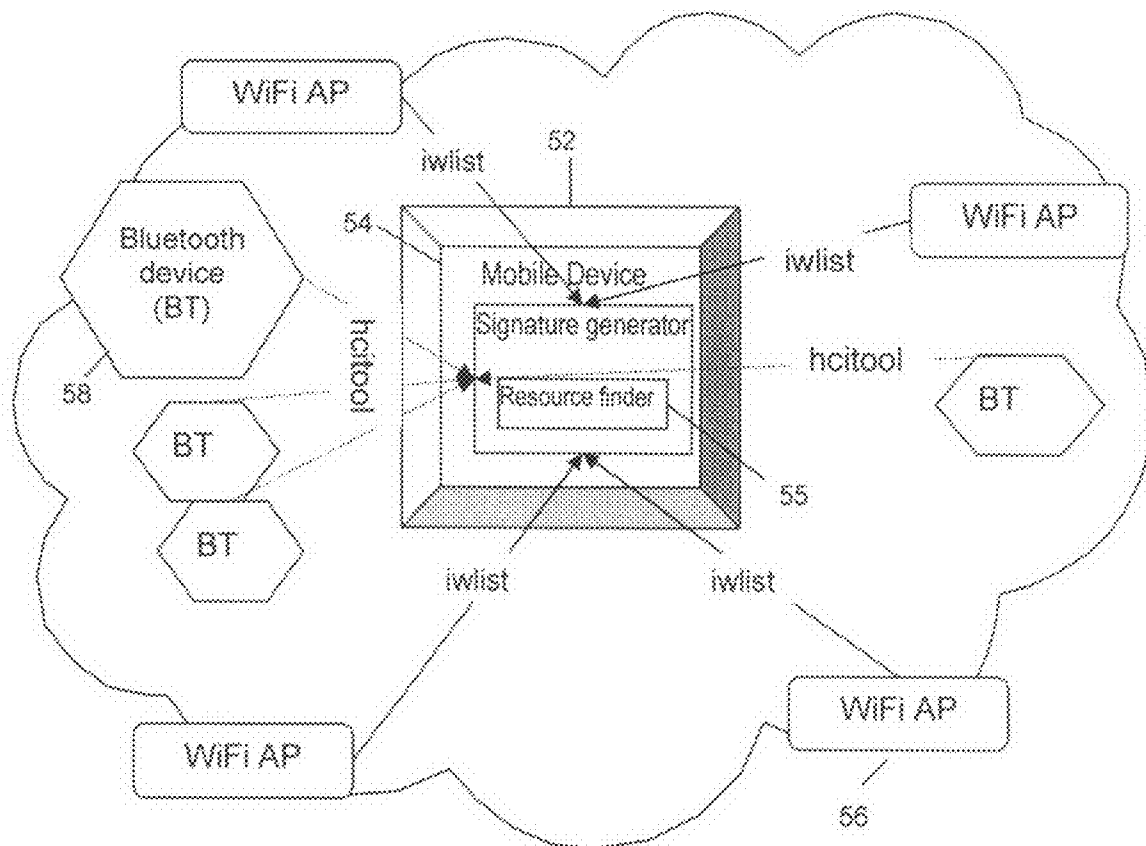 WiFi AP
52
iwlist
WiFi AP
54
Bluetooth
device
(BT)
Mobile Device
iwlist
Signature generator
hcitool
hcitool
58
Resource finder
BT
BT
55
BT
iwlist
iwlist
WiFi AP
WiFi AP
56